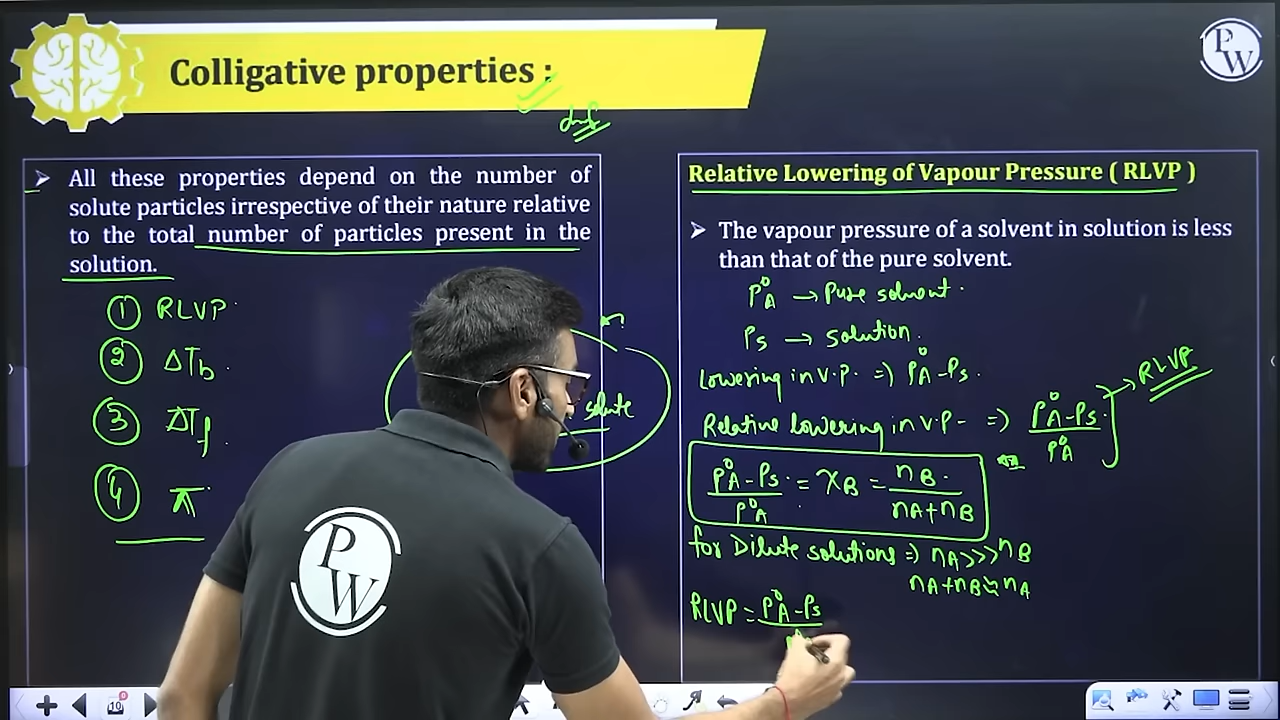 Colligative properties :
def
➤ All these properties depend on the number of
solute particles irrespective of their nature relative
to the total number of particles present in the
solution.
① RLVP
② ΔTb
③ ΔTf
④ π
solute
Relative Lowering of Vapour Pressure ( RLVP )
➤ The vapour pressure of a solvent in solution is less
than that of the pure solvent.
P°A → Pure solvent.
Ps → solution.
Lowering in V.P. ⇒ P°A - Ps.
Relative lowering in V.P- ⇒ (P°A - Ps) / P°A → RLVP
(P°A - Ps) / P°A = XB = nB / (nA + nB)
for Dilute solutions ⇒ nA >>> nB
nA + nB ≈ nA
RLVP = P°A - Ps
PW
PW
10